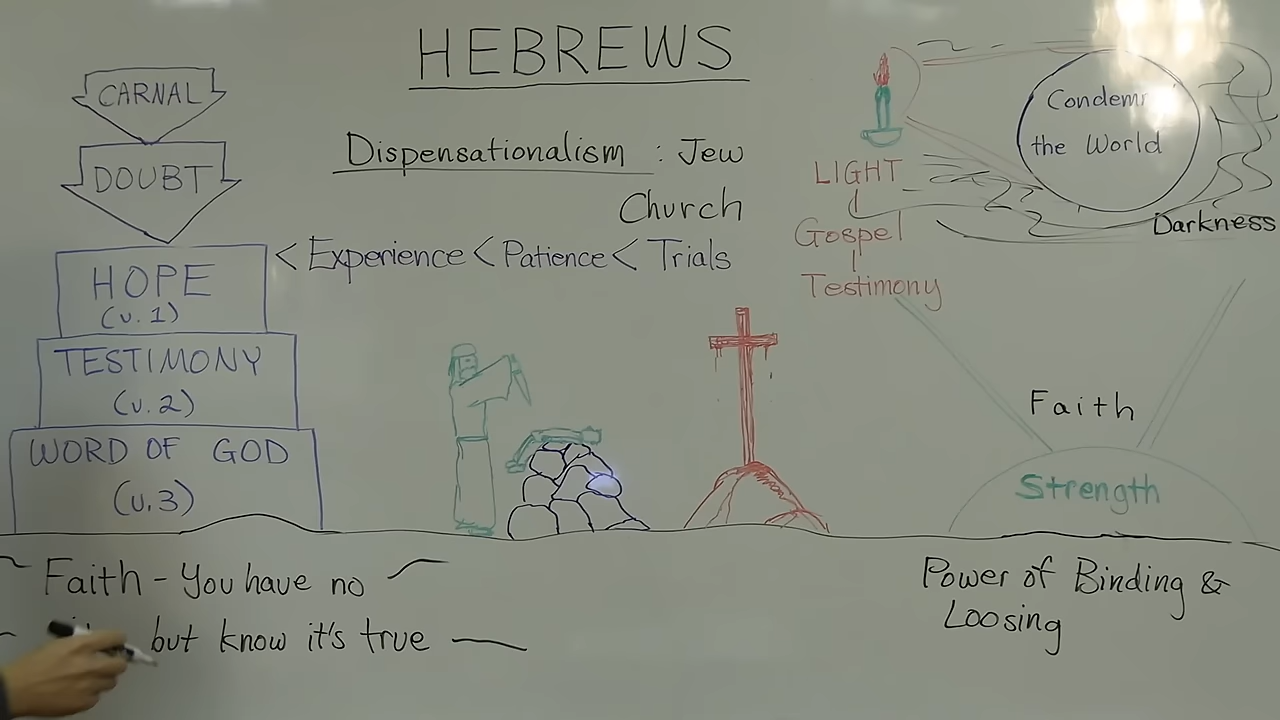 HEBREWS
CARNAL
DOUBT
HOPE
(v.1)
TESTIMONY
(v.2)
WORD OF GOD
(v.3)
Dispensationalism : Jew
Church
< Experience < Patience < Trials
Condemn
the World
LIGHT
Gospel
Testimony
Darkness
Faith
Strength
Faith - You have no
but know it's true
Power of Binding &
Loosing